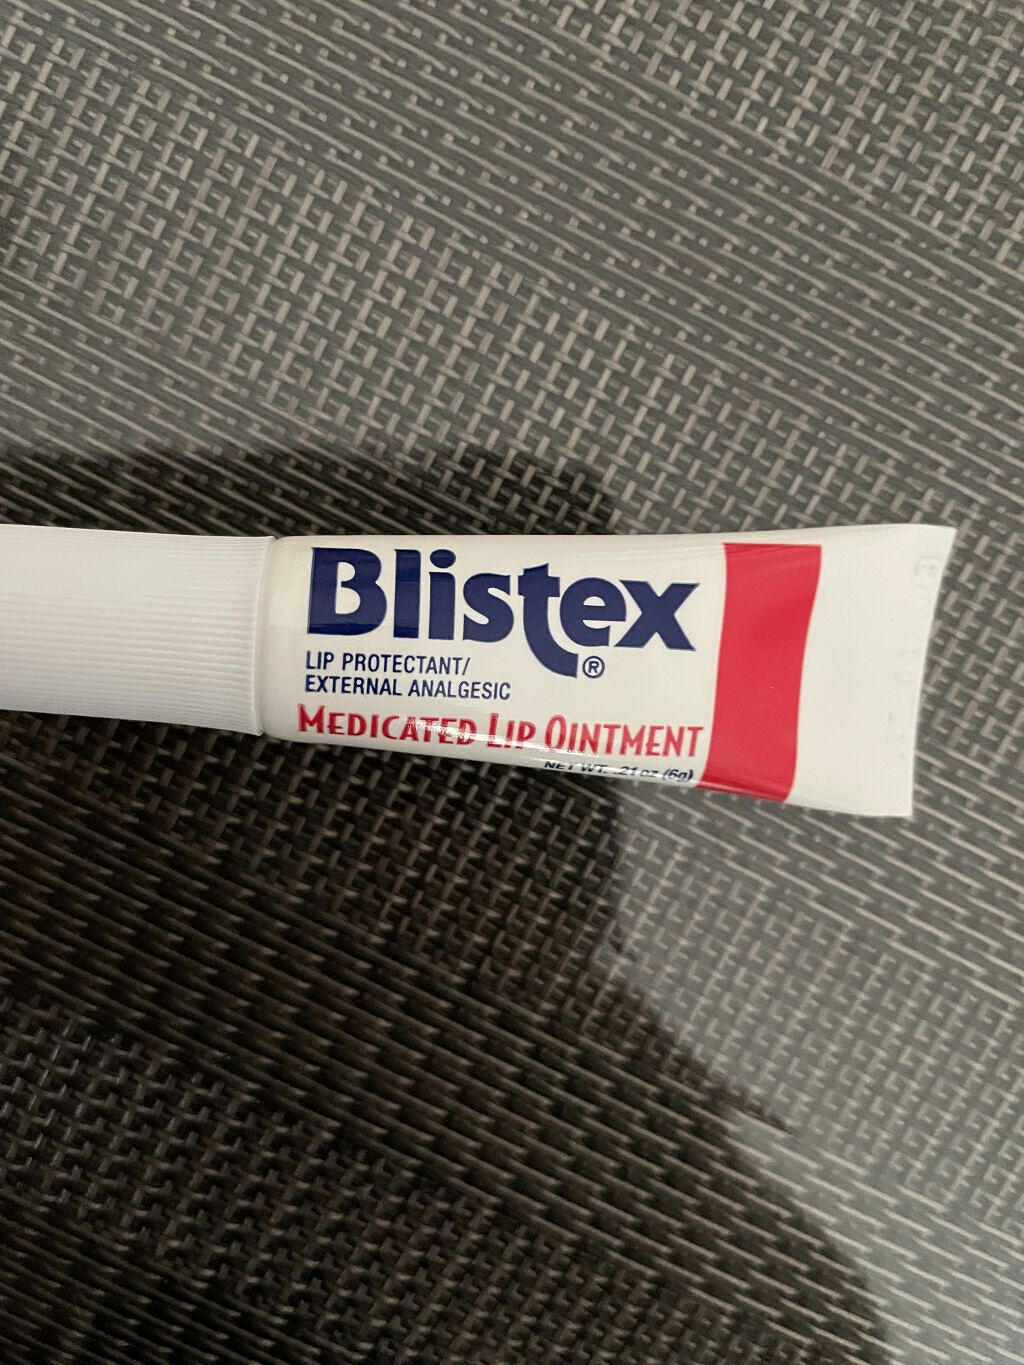 Blistex®
LIP PROTECTANT/
EXTERNAL ANALGESIC
MEDICATED LIP OINTMENT
NET WT. .21 oz (6g)